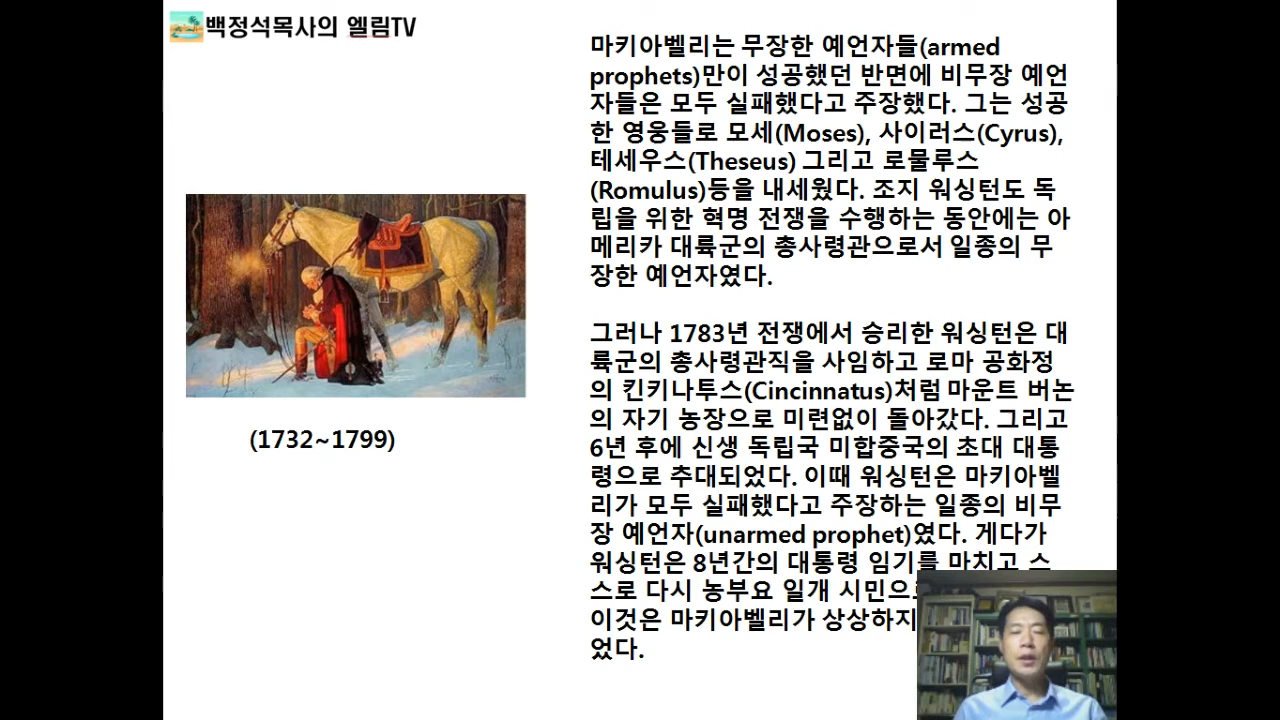 백정석목사의 엘림TV
마키아벨리는 무장한 예언자들(armed
prophets)만이 성공했던 반면에 비무장 예언
자들은 모두 실패했다고 주장했다. 그는 성공
한 영웅들로 모세(Moses), 사이러스(Cyrus),
테세우스(Theseus) 그리고 로물루스
(Romulus)등을 내세웠다. 조지 워싱턴도 독
립을 위한 혁명 전쟁을 수행하는 동안에는 아
메리카 대륙군의 총사령관으로서 일종의 무
장한 예언자였다.
그러나 1783년 전쟁에서 승리한 워싱턴은 대
륙군의 총사령관직을 사임하고 로마 공화정
의 킨키나투스(Cincinnatus)처럼 마운트 버논
의 자기 농장으로 미련없이 돌아갔다. 그리고
6년 후에 신생 독립국 미합중국의 초대 대통
령으로 추대되었다. 이때 워싱턴은 마키아벨
리가 모두 실패했다고 주장하는 일종의 비무
장 예언자(unarmed prophet)였다. 게다가
워싱턴은 8년간의 대통령 임기를 마치고 스
스로 다시 농부요 일개 시민으
이것은 마키아벨리가 상상하지
었다.
(1732~1799)